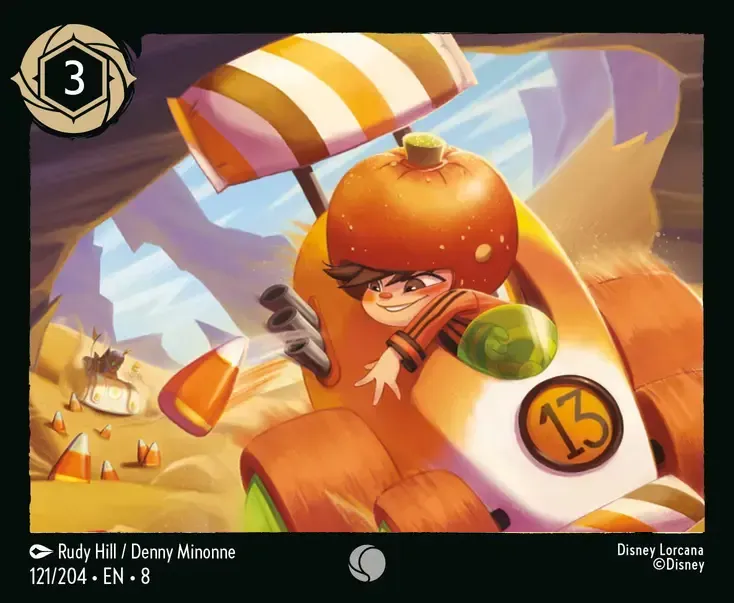 3
13
Rudy Hill / Denny Minonne
Disney Lorcana
121/204 • EN • 8
©Disney